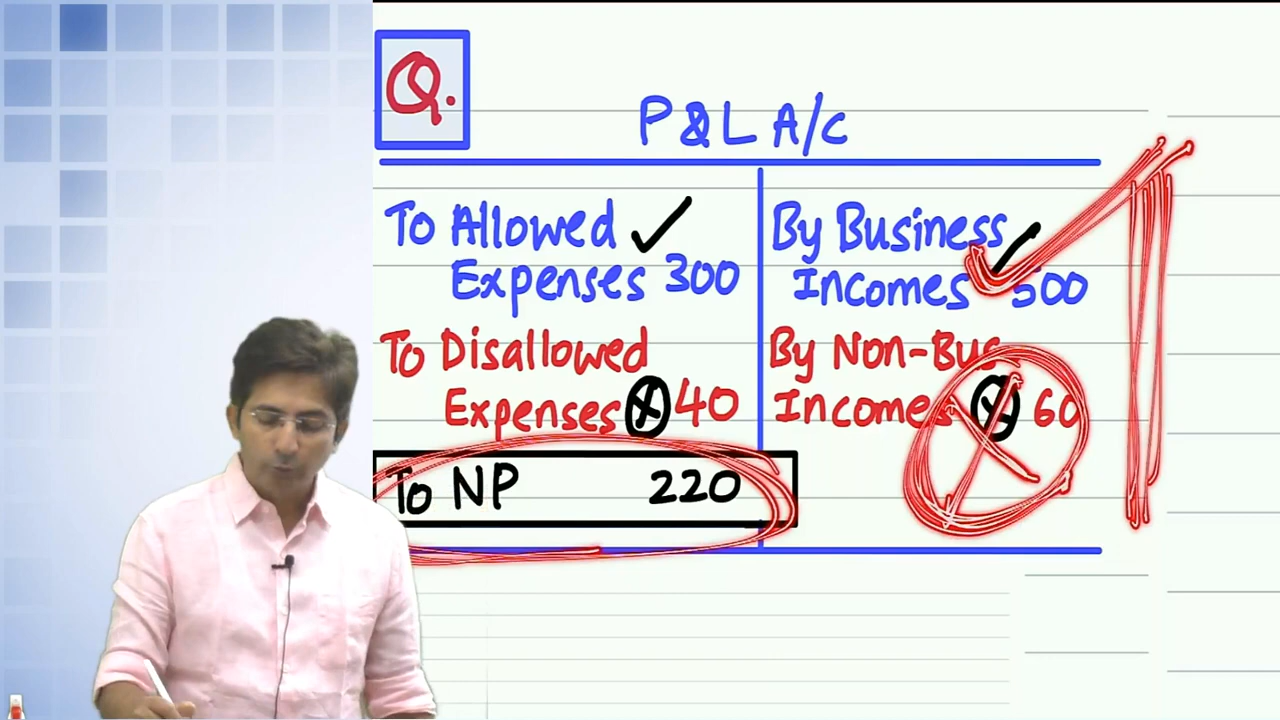 Q.
P&L A/C
To Allowed ✓
Expenses 300
To Disallowed
Expenses ⓧ 40
To NP 220
By Business
Incomes 500
By Non-Bus
Incomes ⓧ 60